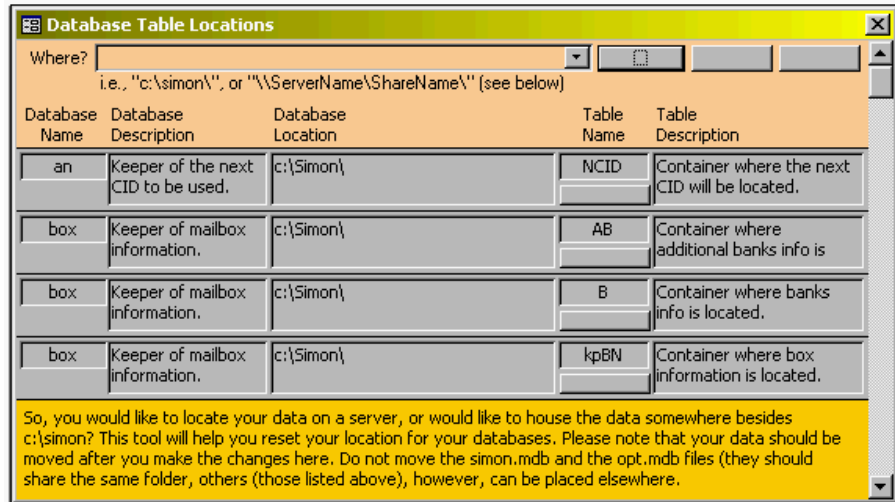 Database Table Locations
Where?
i.e., "c:\simon\", or "\\ServerName\ShareName\" (see below)
Database Name Database Description Database Location Table Name Table Description
an Keeper of the next CID to be used. c:\Simon\ NCID Container where the next CID will be located.
box Keeper of mailbox information. c:\Simon\ AB Container where additional banks info is
box Keeper of mailbox information. c:\Simon\ B Container where banks info is located.
box Keeper of mailbox information. c:\Simon\ kpBN Container where box information is located.
So, you would like to locate your data on a server, or would like to house the data somewhere besides
c:\simon? This tool will help you reset your location for your databases. Please note that your data should be
moved after you make the changes here. Do not move the simon.mdb and the opt.mdb files (they should
share the same folder, others (those listed above), however, can be placed elsewhere.